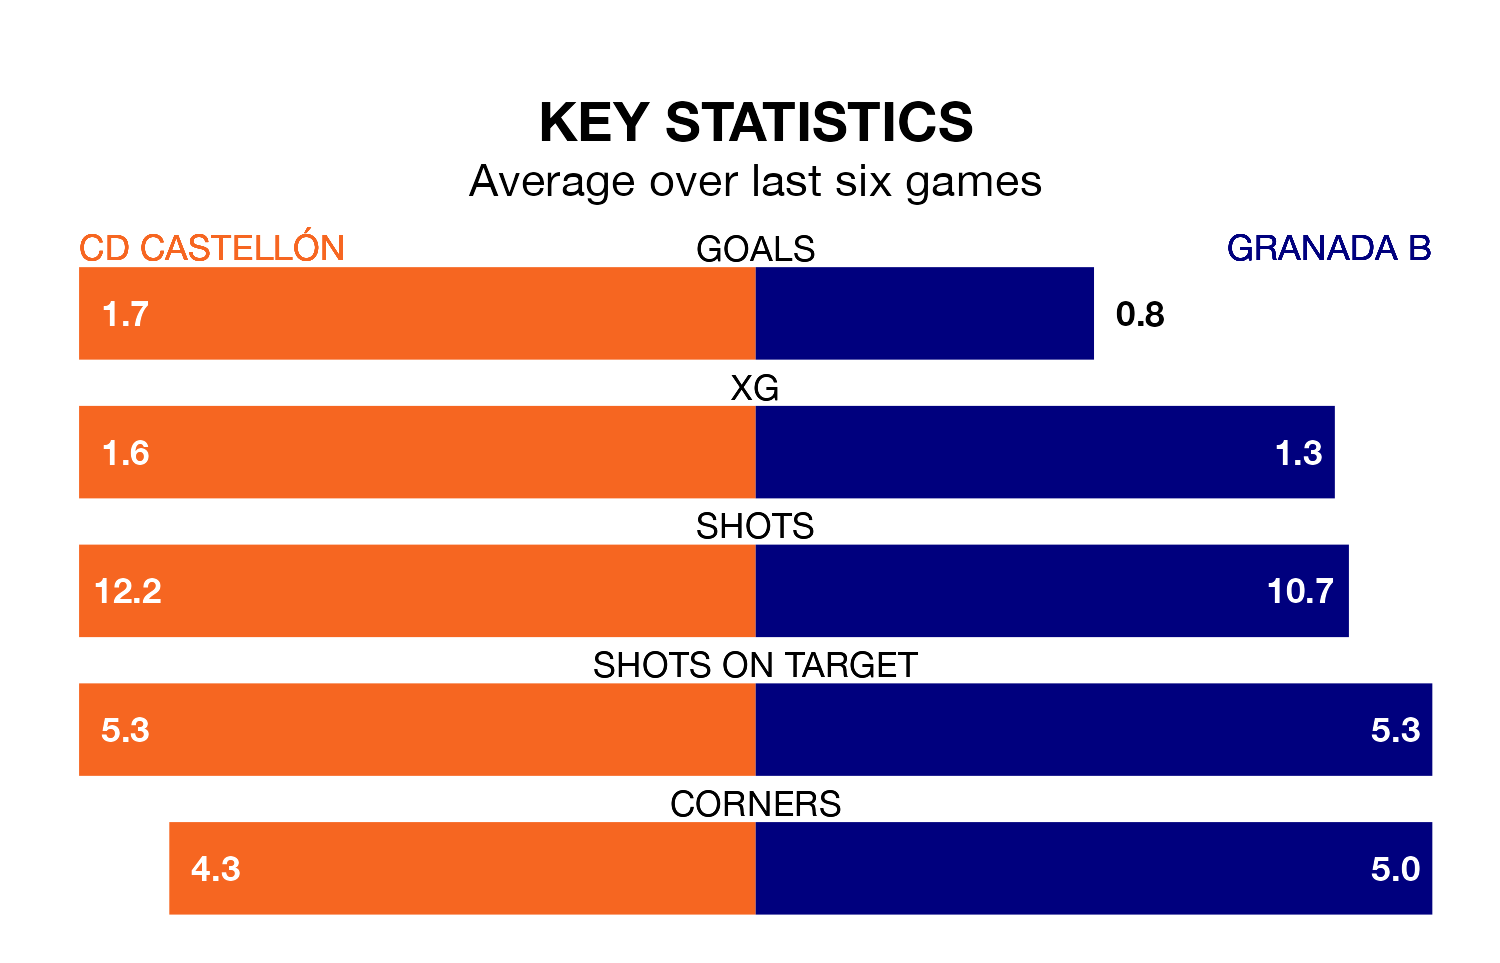 KEY STATISTICS
Average over last six games
CD CASTELLÓN GOALS GRANADA B
1.7 0.8
XG
1.6 1.3
SHOTS
12.2 10.7
SHOTS ON TARGET
5.3 5.3
CORNERS
4.3 5.0